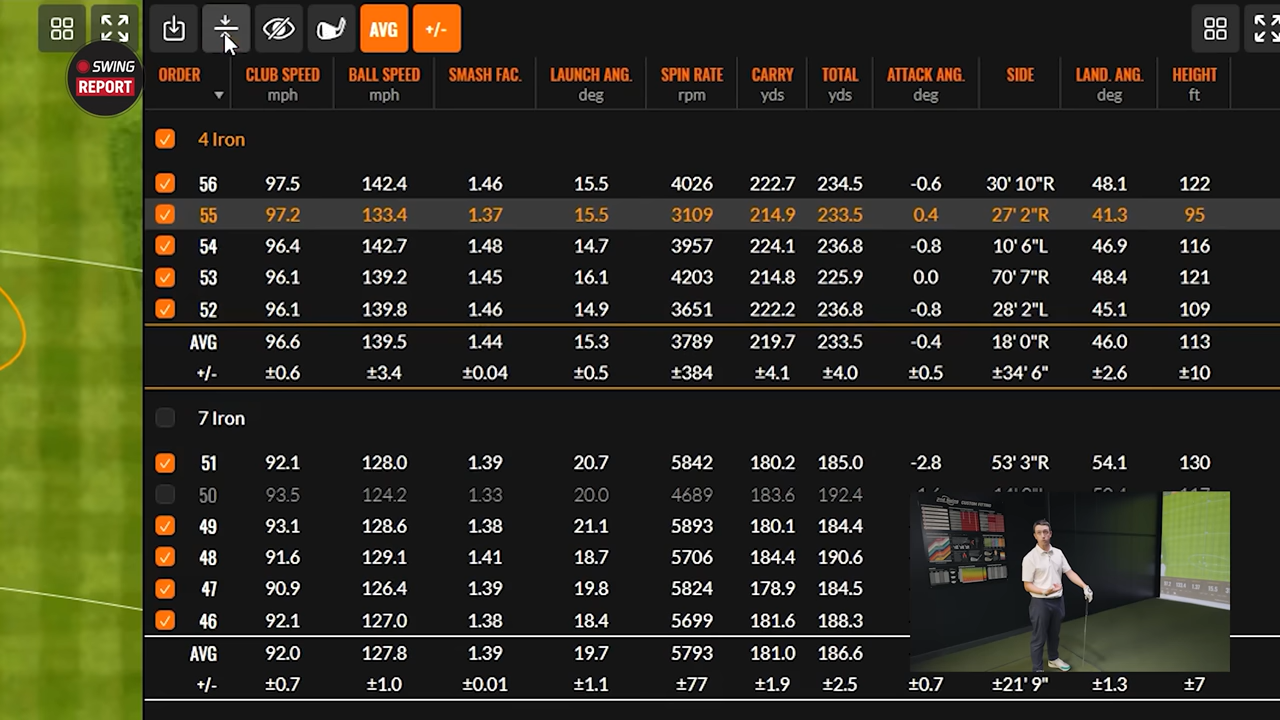 AVG +/-
SWING
REPORT
ORDER CLUB SPEED BALL SPEED SMASH FAC. LAUNCH ANG. SPIN RATE CARRY TOTAL ATTACK ANG. SIDE LAND. ANG. HEIGHT
mph mph deg rpm yds yds deg deg ft
4 Iron
56 97.5 142.4 1.46 15.5 4026 222.7 234.5 -0.6 30' 10"R 48.1 122
55 97.2 133.4 1.37 15.5 3109 214.9 233.5 0.4 27' 2"R 41.3 95
54 96.4 142.7 1.48 14.7 3957 224.1 236.8 -0.8 10' 6"L 46.9 116
53 96.1 139.2 1.45 16.1 4203 214.8 225.9 0.0 70' 7"R 48.4 121
52 96.1 139.8 1.46 14.9 3651 222.2 236.8 -0.8 28' 2"L 45.1 109
AVG 96.6 139.5 1.44 15.3 3789 219.7 233.5 -0.4 18' 0"R 46.0 113
+/- ±0.6 ±3.4 ±0.04 ±0.5 ±384 ±4.1 ±4.0 ±0.5 ±34' 6" ±2.6 ±10
7 Iron
51 92.1 128.0 1.39 20.7 5842 180.2 185.0 -2.8 53' 3"R 54.1 130
50 93.5 124.2 1.33 20.0 4689 183.6 192.4
49 93.1 128.6 1.38 21.1 5893 180.1 184.4
48 91.6 129.1 1.41 18.7 5706 184.4 190.6
47 90.9 126.4 1.39 19.8 5824 178.9 184.5
46 92.1 127.0 1.38 18.4 5699 181.6 188.3
AVG 92.0 127.8 1.39 19.7 5793 181.0 186.6
+/- ±0.7 ±1.0 ±0.01 ±1.1 ±77 ±1.9 ±2.5 ±0.7 ±21' 9" ±1.3 ±7